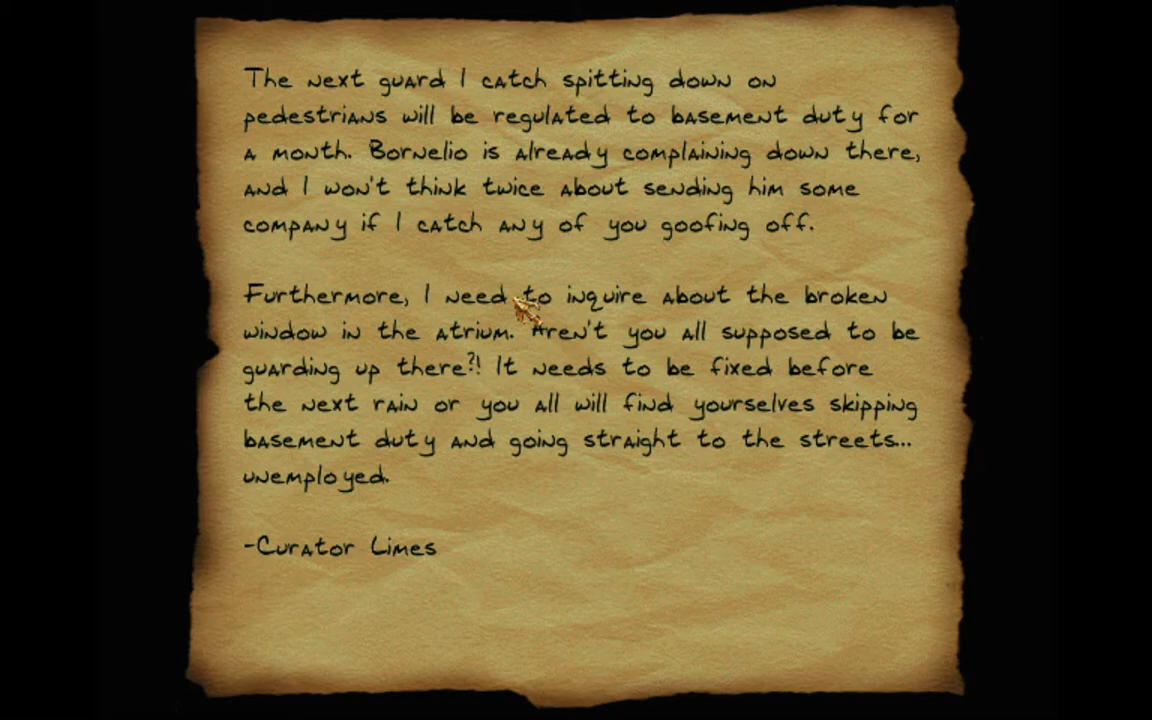 The next guard I catch spitting down on
pedestrians will be regulated to basement duty for
a month. Bornelio is already complaining down there,
and I won't think twice about sending him some
company if I catch any of you goofing off.
Furthermore, I need to inquire about the broken
window in the atrium. Aren't you all supposed to be
guarding up there?! It needs to be fixed before
the next rain or you all will find yourselves skipping
basement duty and going straight to the streets...
unemployed.
-Curator Limes